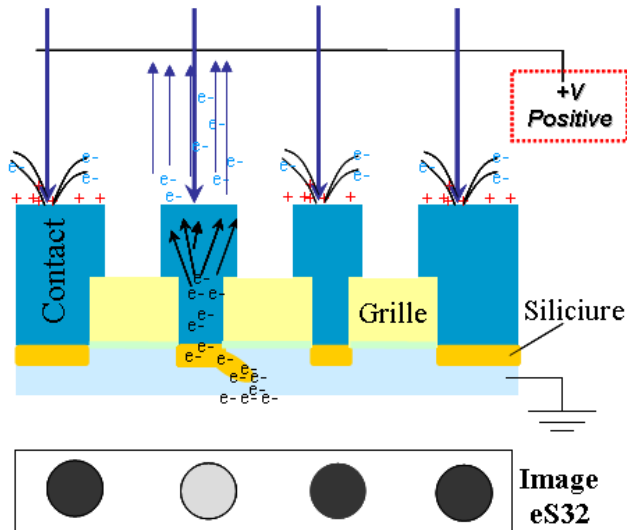 +V
Positive
e-
e-
e-
e-
e-
e-
e-
e-
e-
e-
e-
e-
e-
e-
+ + + + + +
+ + + + +
+ + + + +
Contact
e-
e- e-
e-
e-
e-
e- e-
e-
e- e-
e- e-
e- e- e- e-
Grille
Siliciure
Image
eS32